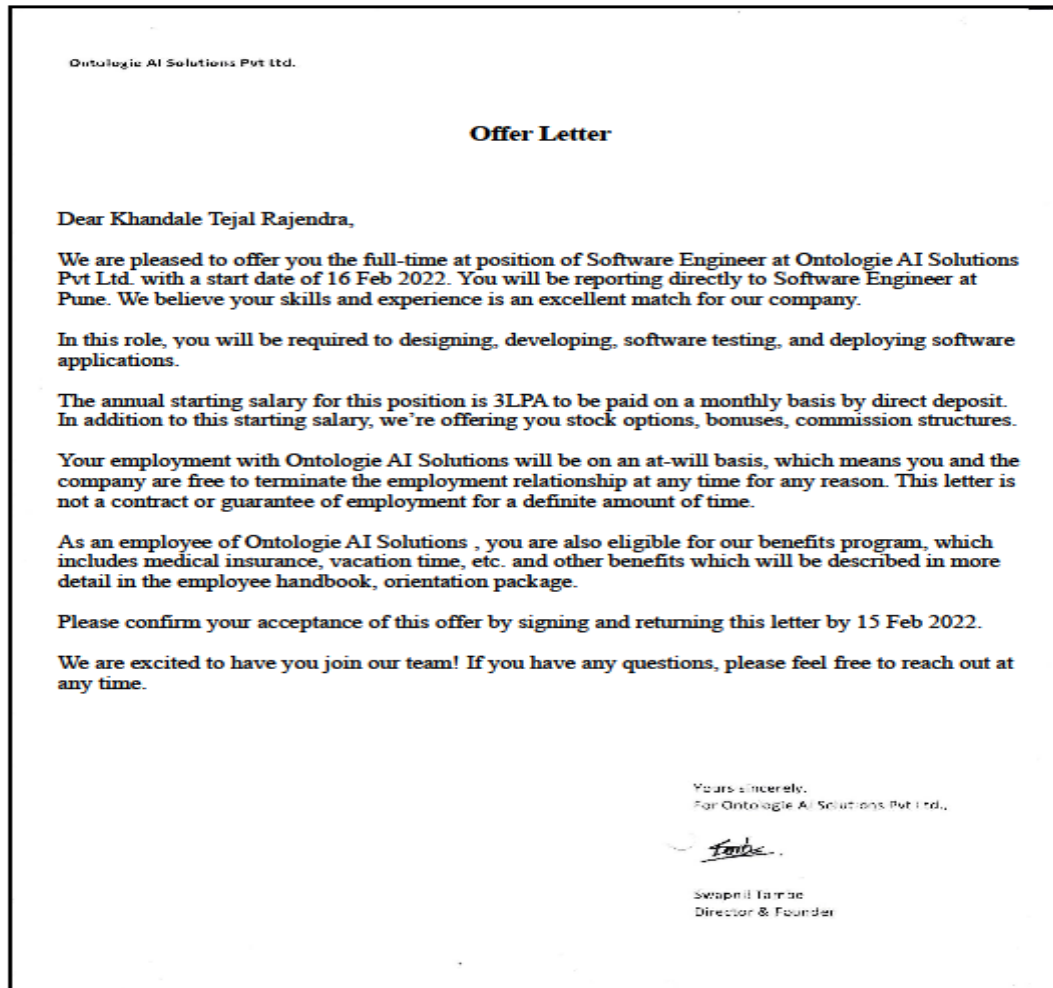 Ontologie AI Solutions Pvt Ltd.
Offer Letter
Dear Khandale Tejal Rajendra,
We are pleased to offer you the full-time at position of Software Engineer at Ontologie AI Solutions
Pvt Ltd. with a start date of 16 Feb 2022. You will be reporting directly to Software Engineer at
Pune. We believe your skills and experience is an excellent match for our company.
In this role, you will be required to designing, developing, software testing, and deploying software
applications.
The annual starting salary for this position is 3LPA to be paid on a monthly basis by direct deposit.
In addition to this starting salary, we're offering you stock options, bonuses, commission structures.
Your employment with Ontologie AI Solutions will be on an at-will basis, which means you and the
company are free to terminate the employment relationship at any time for any reason. This letter is
not a contract or guarantee of employment for a definite amount of time.
As an employee of Ontologie AI Solutions , you are also eligible for our benefits program, which
includes medical insurance, vacation time, etc. and other benefits which will be described in more
detail in the employee handbook, orientation package.
Please confirm your acceptance of this offer by signing and returning this letter by 15 Feb 2022.
We are excited to have you join our team! If you have any questions, please feel free to reach out at
any time.
Yours sincerely.
For Ontologie AI Solutions Pvt Ltd.,
Swapnil Tambe
Director & Founder